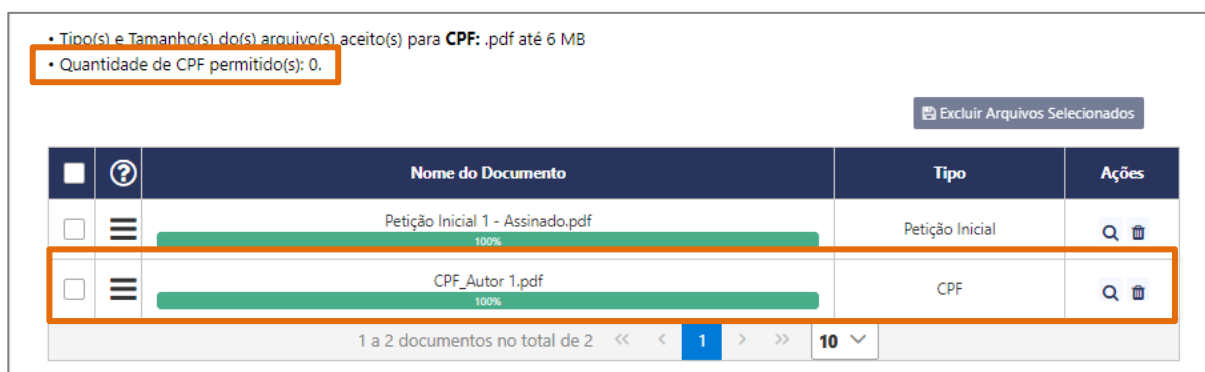 • Tipo(s) e Tamanho(s) do(s) arquivo(s) aceito(s) para CPF: .pdf até 6 MB
• Quantidade de CPF permitido(s): 0.
Excluir Arquivos Selecionados
Nome do Documento Tipo Ações
Petição Inicial 1 - Assinado.pdf Petição Inicial
100%
CPF_Autor 1.pdf CPF
100%
1 a 2 documentos no total de 2 << < 1 > >> 10